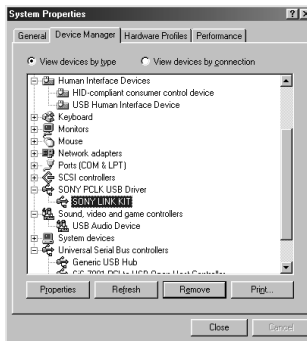 System Properties
General
Device Manager
Hardware Profiles
Performance
View devices by type
View devices by connection
Human Interface Devices
HID-compliant consumer control device
USB Human Interface Device
Keyboard
Monitors
Mouse
Network adapters
Ports (COM & LPT)
SCSI controllers
SONY PCLK USB Driver
SONY LINK KIT
Sound, video and game controllers
USB Audio Device
System devices
Universal Serial Bus controllers
Generic USB Hub
Properties
Refresh
Remove
Print...
Close
Cancel